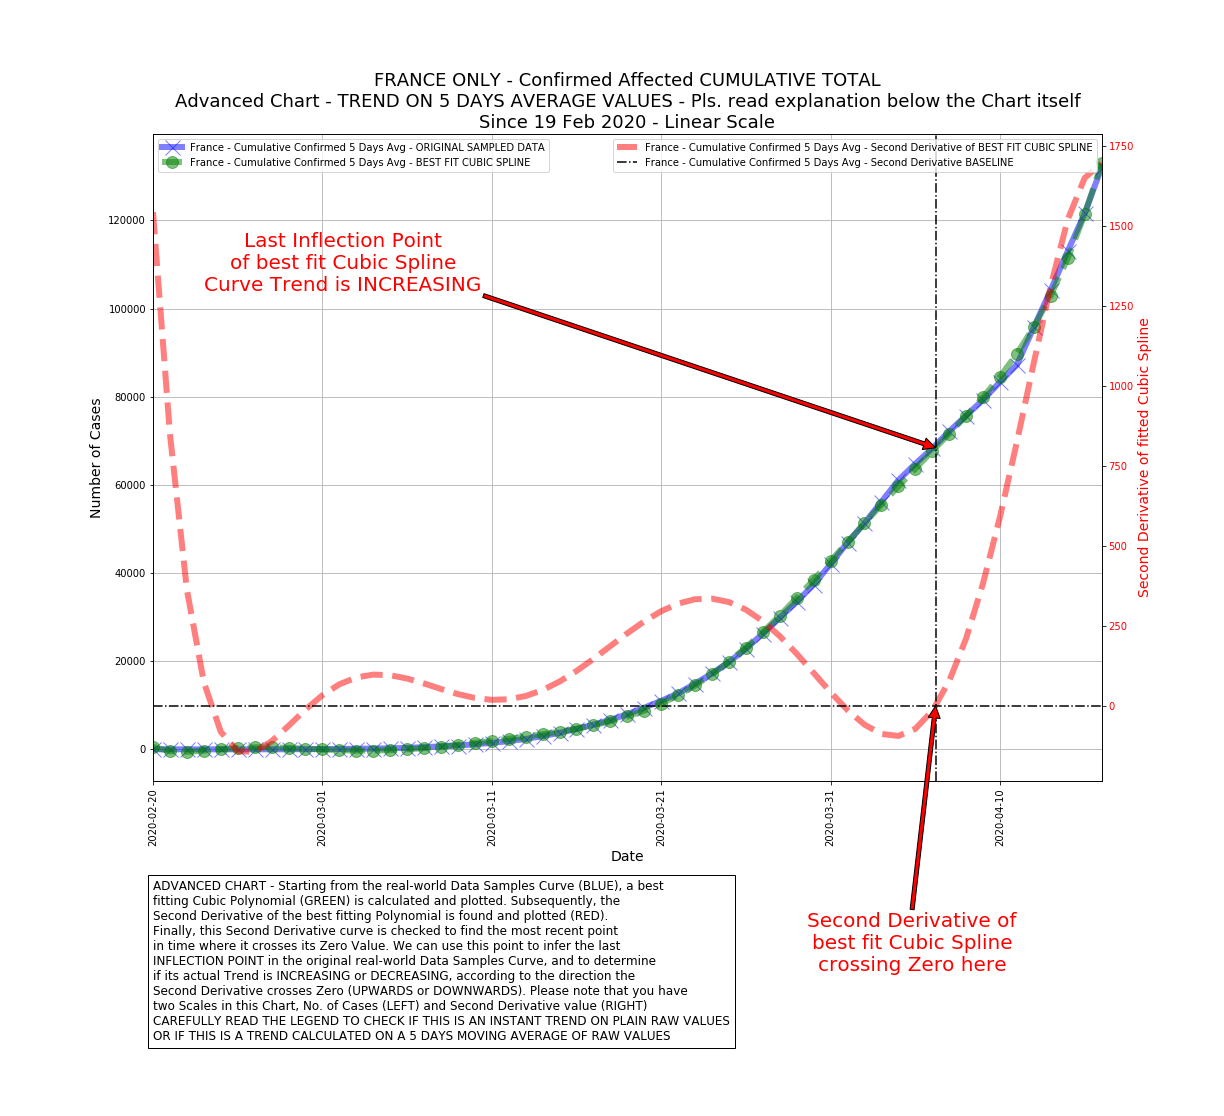 FRANCE ONLY - Confirmed Affected CUMULATIVE TOTAL
Advanced Chart - TREND ON 5 DAYS AVERAGE VALUES - Pls. read explanation below the Chart itself
Since 19 Feb 2020 - Linear Scale
France - Cumulative Confirmed 5 Days Avg - ORIGINAL SAMPLED DATA
France - Cumulative Confirmed 5 Days Avg - BEST FIT CUBIC SPLINE
France - Cumulative Confirmed 5 Days Avg - Second Derivative of BEST FIT CUBIC SPLINE
France - Cumulative Confirmed 5 Days Avg - Second Derivative BASELINE
Last Inflection Point
of best fit Cubic Spline
Curve Trend is INCREASING
Number of Cases
120000
100000
80000
60000
40000
20000
0
1750
1500
1250
1000
750
500
250
0
Second Derivative of fitted Cubic Spline
2020-02-20
2020-03-01
2020-03-11
2020-03-21
2020-03-31
2020-04-10
Date
Second Derivative of
best fit Cubic Spline
crossing Zero here
ADVANCED CHART - Starting from the real-world Data Samples Curve (BLUE), a best
fitting Cubic Polynomial (GREEN) is calculated and plotted. Subsequently, the
Second Derivative of the best fitting Polynomial is found and plotted (RED).
Finally, this Second Derivative curve is checked to find the most recent point
in time where it crosses its Zero Value. We can use this point to infer the last
INFLECTION POINT in the original real-world Data Samples Curve, and to determine
if its actual Trend is INCREASING or DECREASING, according to the direction the
Second Derivative crosses Zero (UPWARDS or DOWNWARDS). Please note that you have
two Scales in this Chart, No. of Cases (LEFT) and Second Derivative value (RIGHT)
CAREFULLY READ THE LEGEND TO CHECK IF THIS IS AN INSTANT TREND ON PLAIN RAW VALUES
OR IF THIS IS A TREND CALCULATED ON A 5 DAYS MOVING AVERAGE OF RAW VALUES